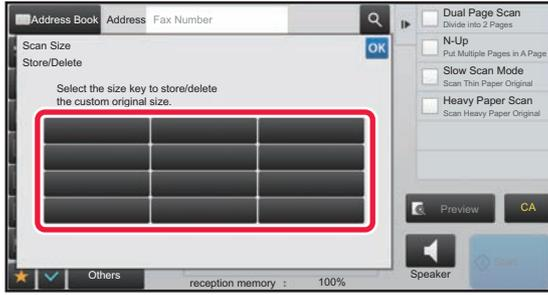 Address Book Address Fax Number
Scan Size
OK
Store/Delete
Select the size key to store/delete
the custom original size.
Dual Page Scan
Divide into 2 Pages
N-Up
Put Multiple Pages in A Page
Slow Scan Mode
Scan Thin Paper Original
Heavy Paper Scan
Scan Heavy Paper Original
Preview
CA
Others
reception memory : 100%
Speaker
Start